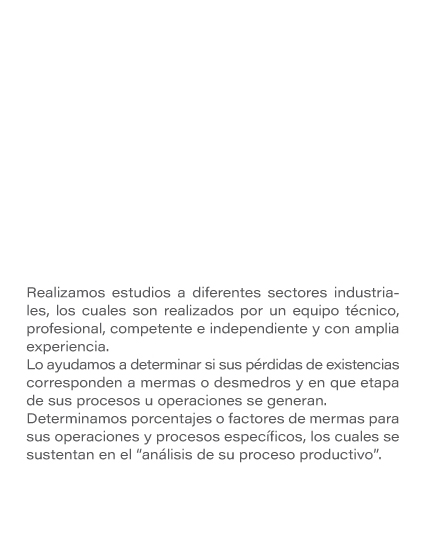 Realizamos estudios a diferentes sectores industria-
les, los cuales son realizados por un equipo técnico,
profesional, competente e independiente y con amplia
experiencia.
Lo ayudamos a determinar si sus pérdidas de existencias
corresponden a mermas o desmedros y en que etapa
de sus procesos u operaciones se generan.
Determinamos porcentajes o factores de mermas para
sus operaciones y procesos específicos, los cuales se
sustentan en el “análisis de su proceso productivo”.